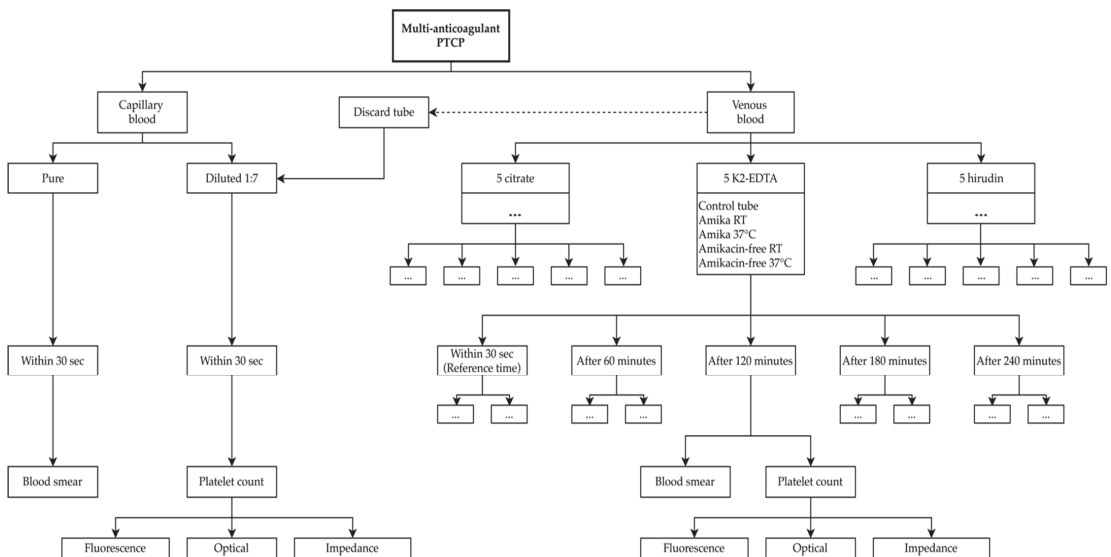 Multi-anticoagulant
PTCP
Capillary
blood
Discard tube
Venous
blood
Pure
Diluted 1:7
5 citrate
5 K2-EDTA
5 hirudin
...
Control tube
Amika RT
Amika 37°C
Amikacin-free RT
Amikacin-free 37°C
...
... ... ... ... ...
... ... ... ... ...
Within 30 sec
Within 30 sec
Within 30 sec
(Reference time)
After 60 minutes
After 120 minutes
After 180 minutes
After 240 minutes
... ... ... ... ... ... ... ...
Blood smear
Platelet count
Blood smear
Platelet count
Fluorescence
Optical
Impedance
Fluorescence
Optical
Impedance